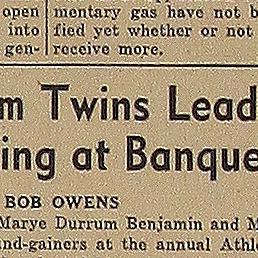 open
into
gen-
mentary gas have not b
fied yet whether or not
receive more.
m Twins Lead
ing at Banque
BOB OWENS
Marye Durrum Benjamin and M
und-gainers at the annual Athl